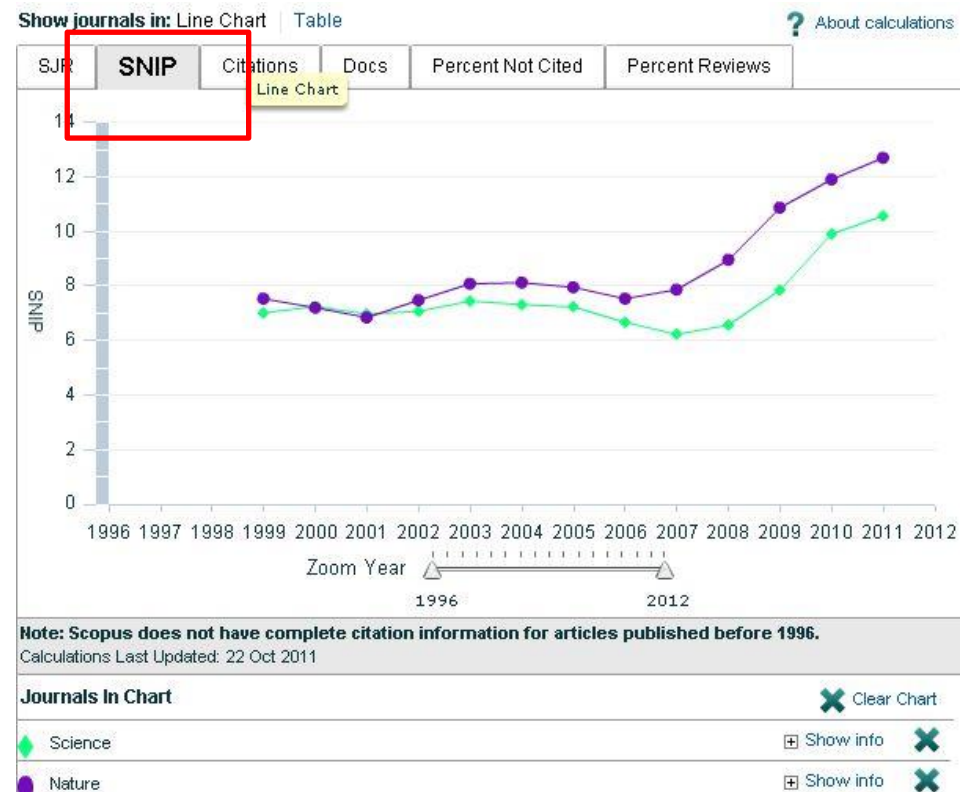 Show journals in: Line Chart | Table ? About calculations
SJR SNIP Citations Docs Percent Not Cited Percent Reviews
Line Chart
14
12
10
8
6
4
2
0
SNIP
1996 1997 1998 1999 2000 2001 2002 2003 2004 2005 2006 2007 2008 2009 2010 2011 2012
Zoom Year
1996 2012
Note: Scopus does not have complete citation information for articles published before 1996.
Calculations Last Updated: 22 Oct 2011
Journals In Chart Clear Chart
Science Show info
Nature Show info